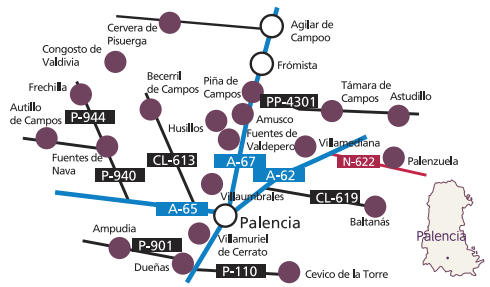 Cervera de
Pisuerga
Agilar de
Campoo
Congosto de
Valdivia
Frómista
Frechilla
Becerril
de Campos
Piña de
Campos
Támara de
Campos
Astudillo
PP-4301
Autillo
de Campos
P-944
Husillos
Amusco
Fuentes de
Valdepero
Villamediana
Fuentes de
Nava
CL-613
A-67
N-622
Palenzuela
P-940
A-62
Villaumbrales
CL-619
A-65
Palencia
Baltanás
Palencia
Ampudia
P-901
Villamuriel
de Cerrato
Dueñas
P-110
Cevico de la Torre